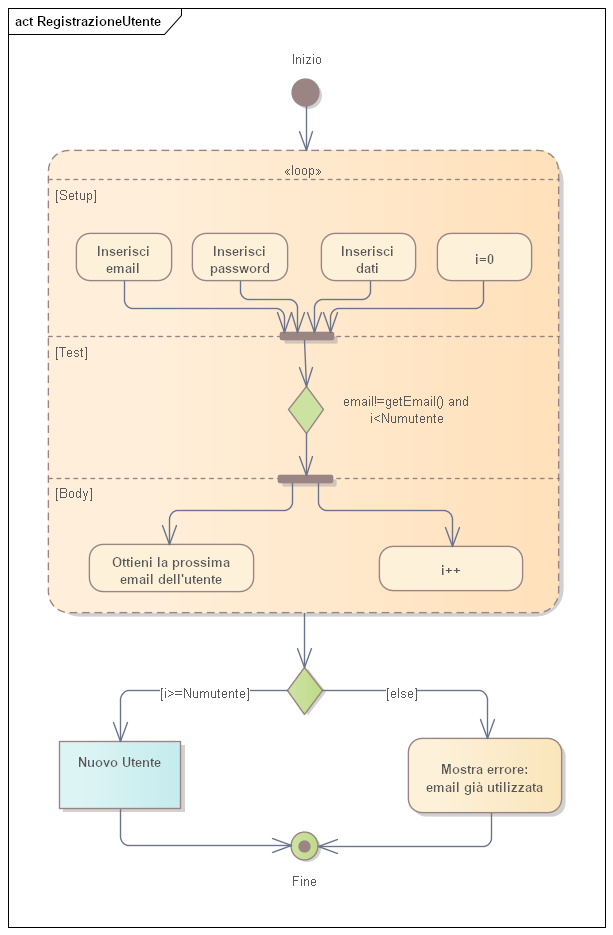 act RegistrazioneUtente
Inizio
«loop»
[Setup]
Inserisci
email
Inserisci
password
Inserisci
dati
i=0
[Test]
email!=getEmail() and
i<Numutente
[Body]
Ottieni la prossima
email dell'utente
i++
[i>=Numutente]
[else]
Nuovo Utente
Mostra errore:
email già utilizzata
Fine